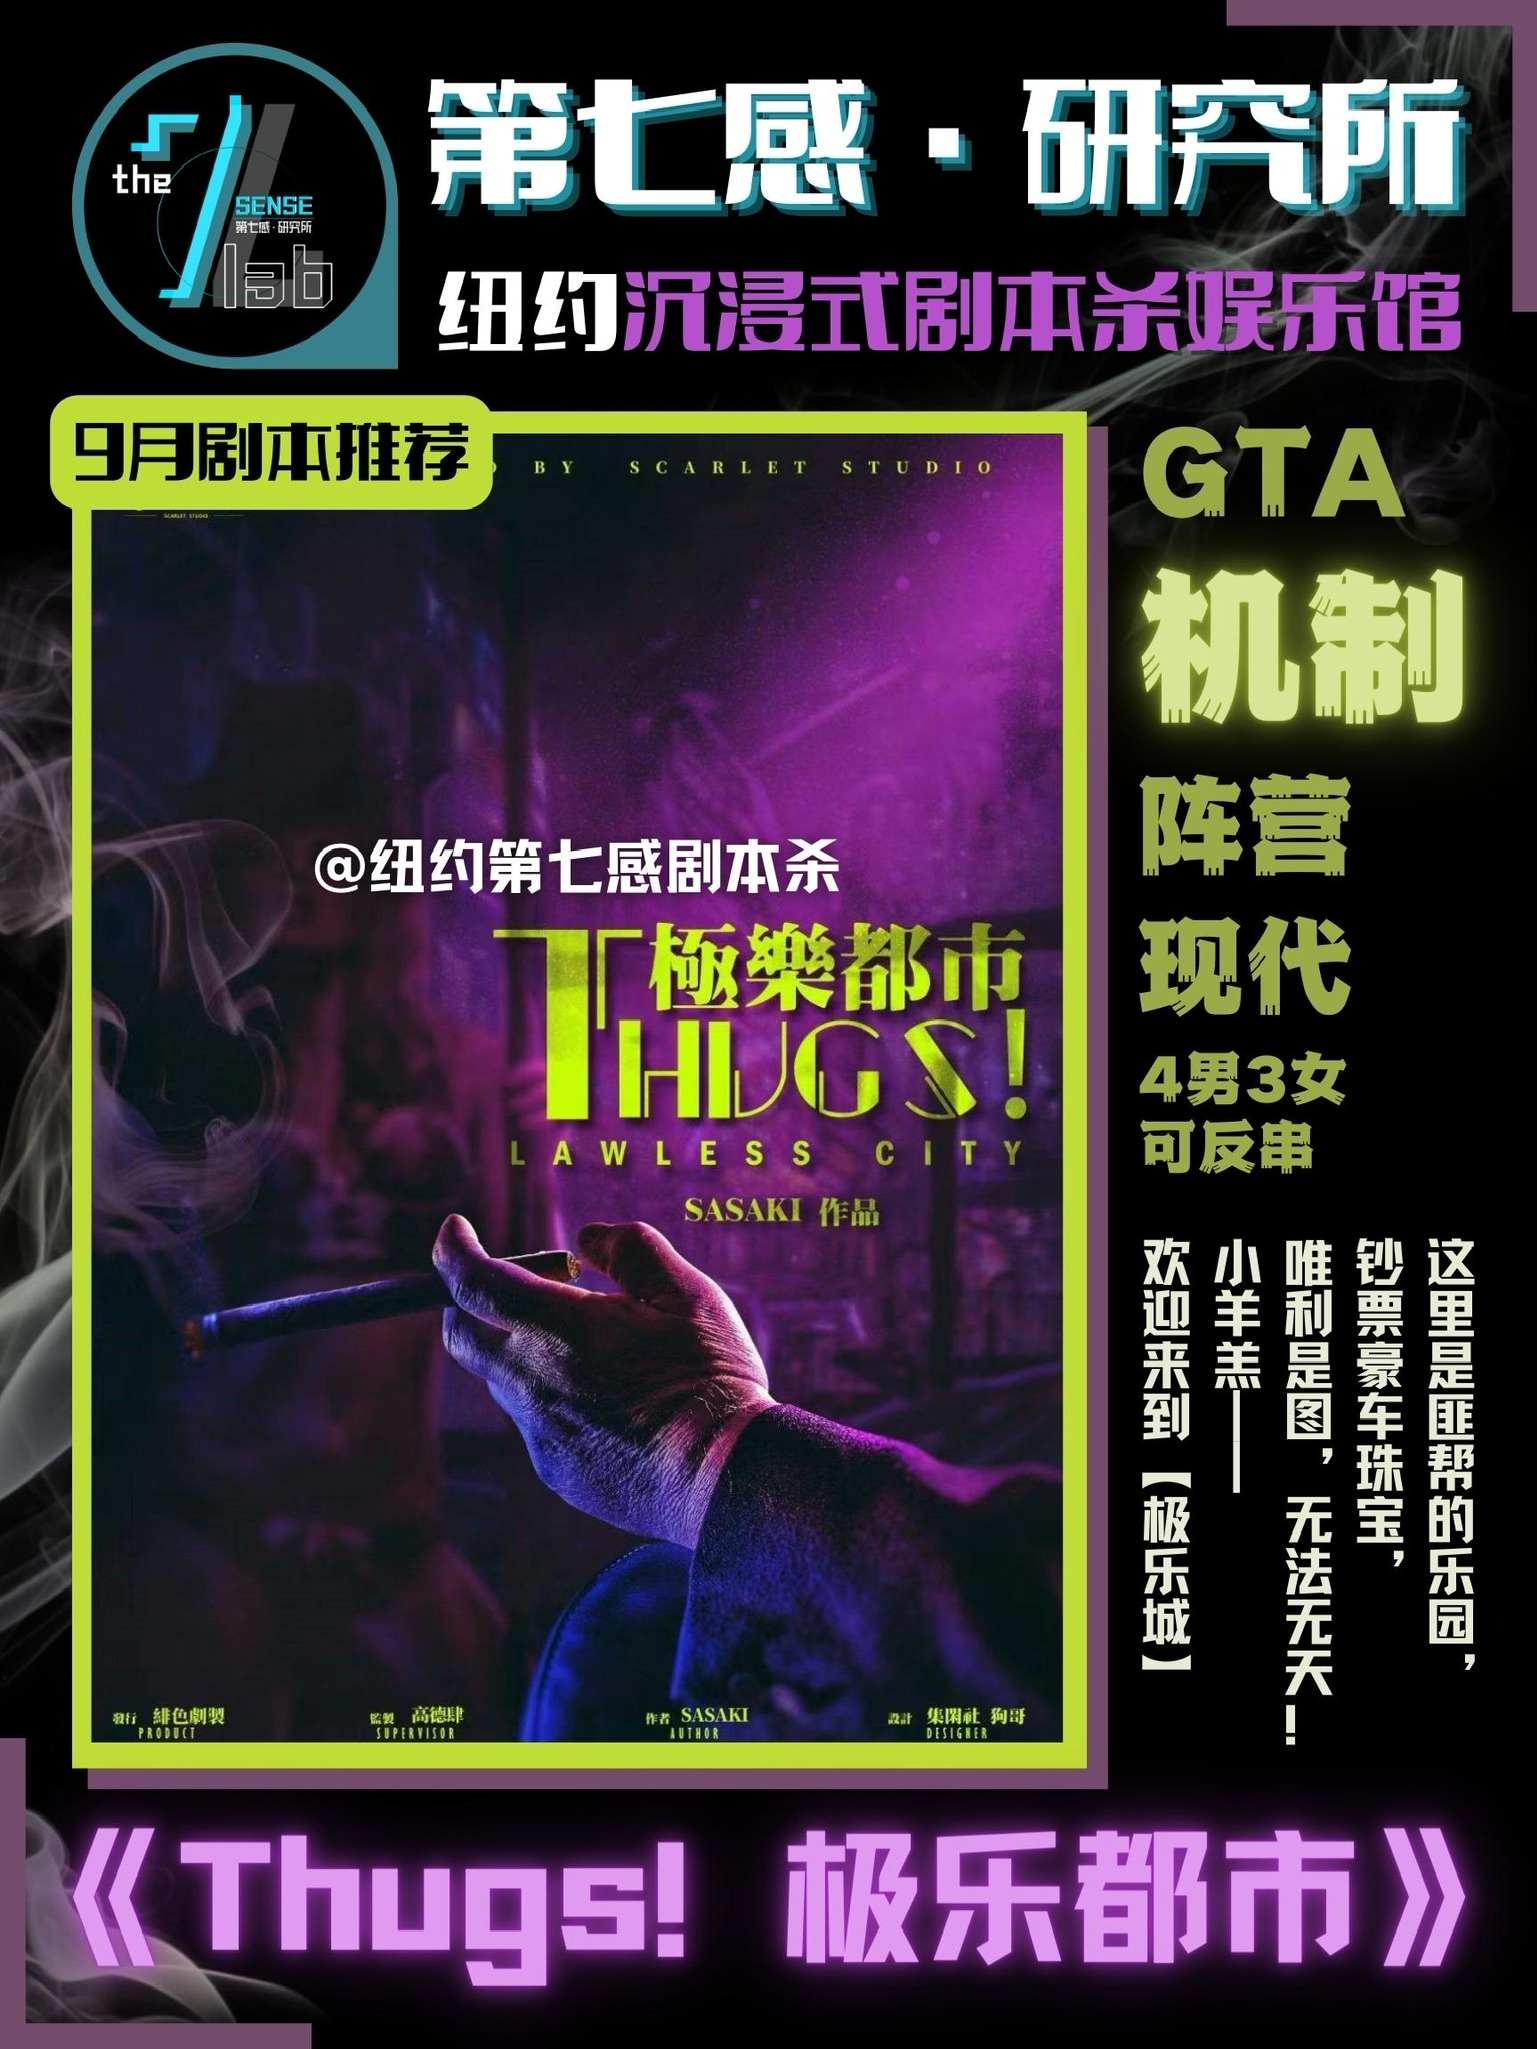 the
SENSE
第七感·研究所
lab
第七感·研究所
纽约沉浸式剧本杀娱乐馆
9月剧本推荐
BY SCARLET STUDIO
SCARLET STUDIO
@纽约第七感剧本杀
極樂都市
THUGS!
LAWLESS CITY
SASAKI 作品
發行 緋色劇製
PRODUCT
監製 高德肆
SUPERVISOR
作者 SASAKI
AUTHOR
設計 集閑社 狗哥
DESIGNER
GTA
机制
阵营
现代
4男3女
可反串
这里是匪帮的乐园，
钞票豪车珠宝，
唯利是图，无法无天！
小羊羔——
欢迎来到【极乐城】
《Thugs! 极乐都市》